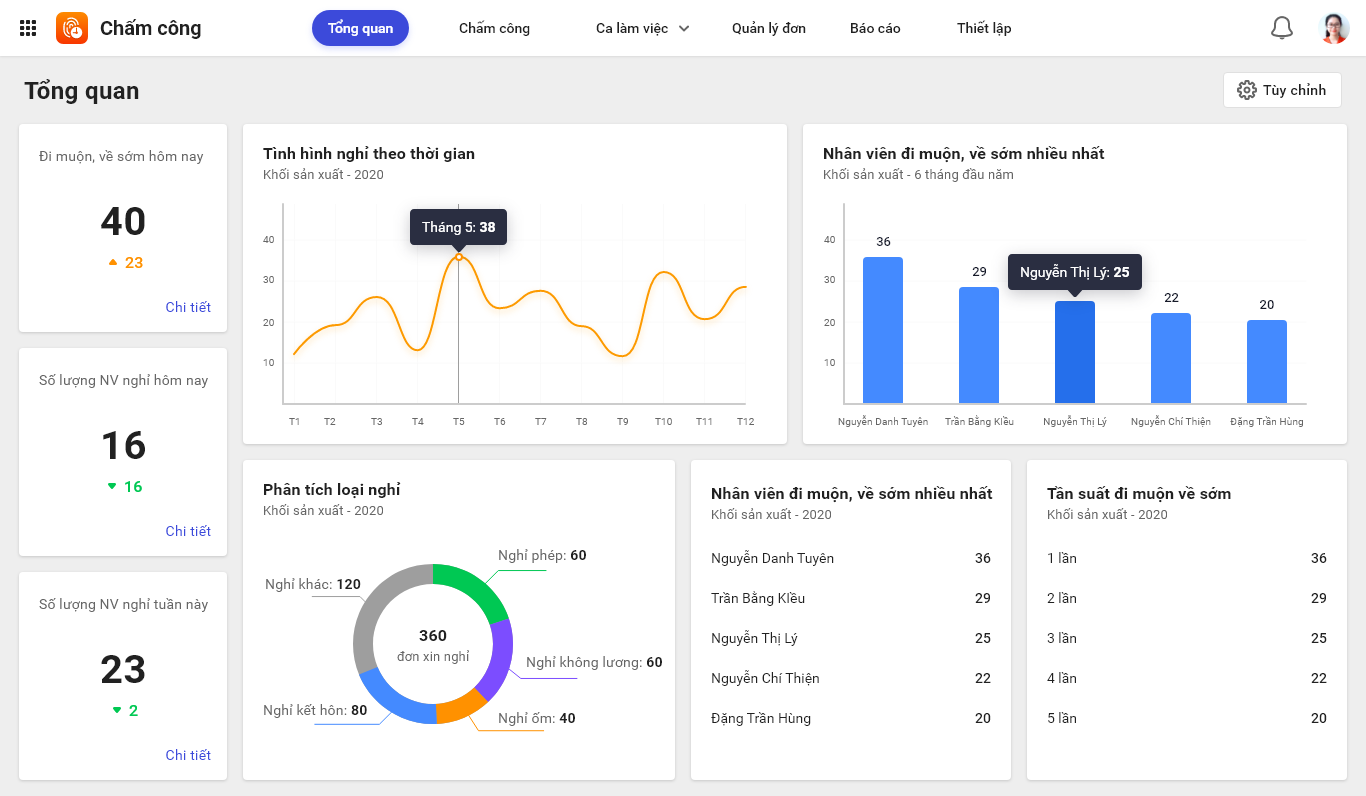 Chấm công
Tổng quan
Chấm công
Ca làm việc
Quản lý đơn
Báo cáo
Thiết lập
Tổng quan
Tùy chỉnh
Đi muộn, về sớm hôm nay
40
23
Chi tiết
Số lượng NV nghỉ hôm nay
16
16
Chi tiết
Số lượng NV nghỉ tuần này
23
2
Chi tiết
Tình hình nghỉ theo thời gian
Khối sản xuất - 2020
Tháng 5: 38
40
30
20
10
T1 T2 T3 T4 T5 T6 T7 T8 T9 T10 T11 T12
Nhân viên đi muộn, về sớm nhiều nhất
Khối sản xuất - 6 tháng đầu năm
40
30
20
10
36
29
Nguyễn Thị Lý: 25
22
20
Nguyễn Danh Tuyên Trần Bằng Klều Nguyễn Thị Lý Nguyễn Chí Thiện Đặng Trần Hùng
Phân tích loại nghỉ
Khối sản xuất - 2020
Nghỉ phép: 60
Nghỉ khác: 120
360
đơn xin nghỉ
Nghỉ không lương: 60
Nghỉ kết hôn: 80
Nghỉ ốm: 40
Nhân viên đi muộn, về sớm nhiều nhất
Khối sản xuất - 2020
Nguyễn Danh Tuyên 36
Trần Bằng Klều 29
Nguyễn Thị Lý 25
Nguyễn Chí Thiện 22
Đặng Trần Hùng 20
Tần suất đi muộn về sớm
Khối sản xuất - 2020
1 lần 36
2 lần 29
3 lần 25
4 lần 22
5 lần 20